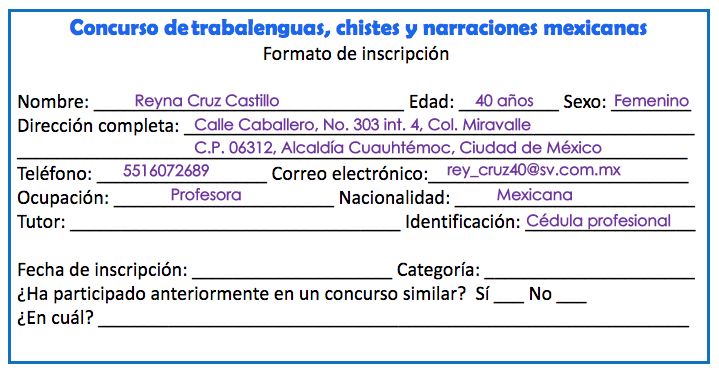 Concurso de trabalenguas, chistes y narraciones mexicanas
Formato de inscripción
Nombre: Reyna Cruz Castillo Edad: 40 años Sexo: Femenino
Dirección completa: Calle Caballero, No. 303 int. 4, Col. Miravalle
C.P. 06312, Alcaldía Cuauhtémoc, Ciudad de México
Teléfono: 5516072689 Correo electrónico: rey_cruz40@sv.com.mx
Ocupación: Profesora Nacionalidad: Mexicana
Tutor: Identificación: Cédula profesional
Fecha de inscripción: Categoría:
¿Ha participado anteriormente en un concurso similar? Sí ___ No ___
¿En cuál?